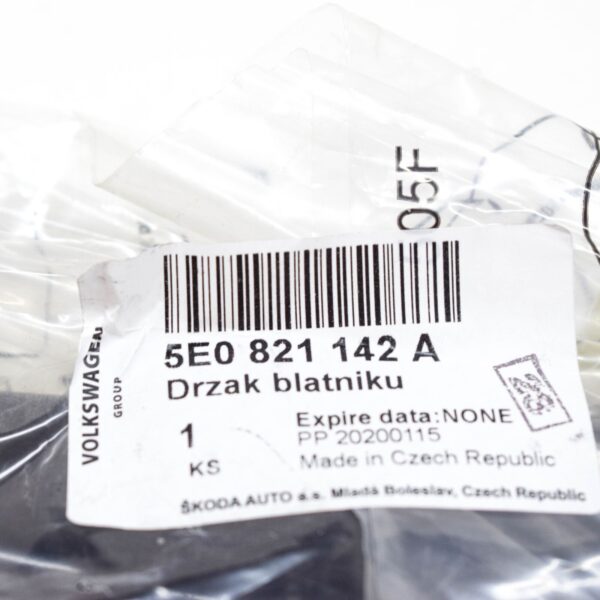 05F
VOLKSWAGEN
GROUP
5E0 821 142 A
Drzak blatniku
1
KS
Expire data:NONE
PP 20200115
Made in Czech Republic
ŠKODA AUTO a.s. Mladá Boleslav, Czech Republic